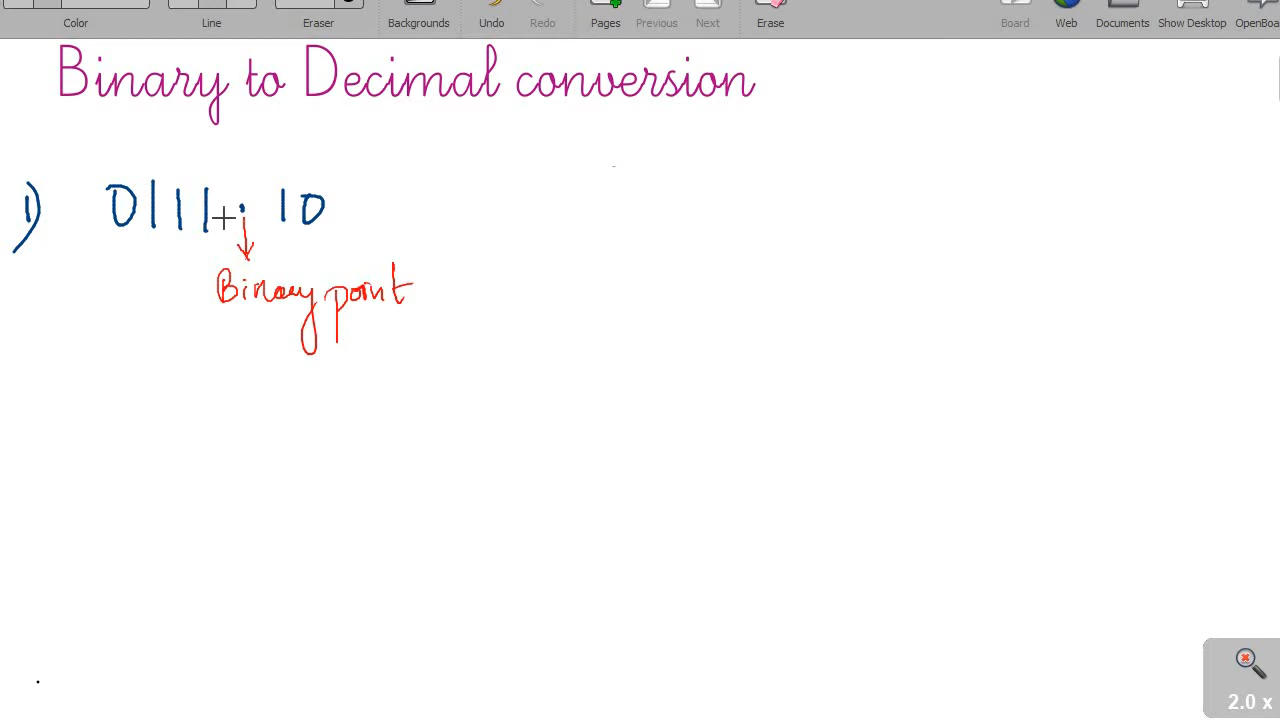 Color Line Eraser Backgrounds Undo Redo Pages Previous Next Erase Board Web Documents Show Desktop OpenBoa
Binary to Decimal conversion
1) 0111.10
Binary point
2.0 x